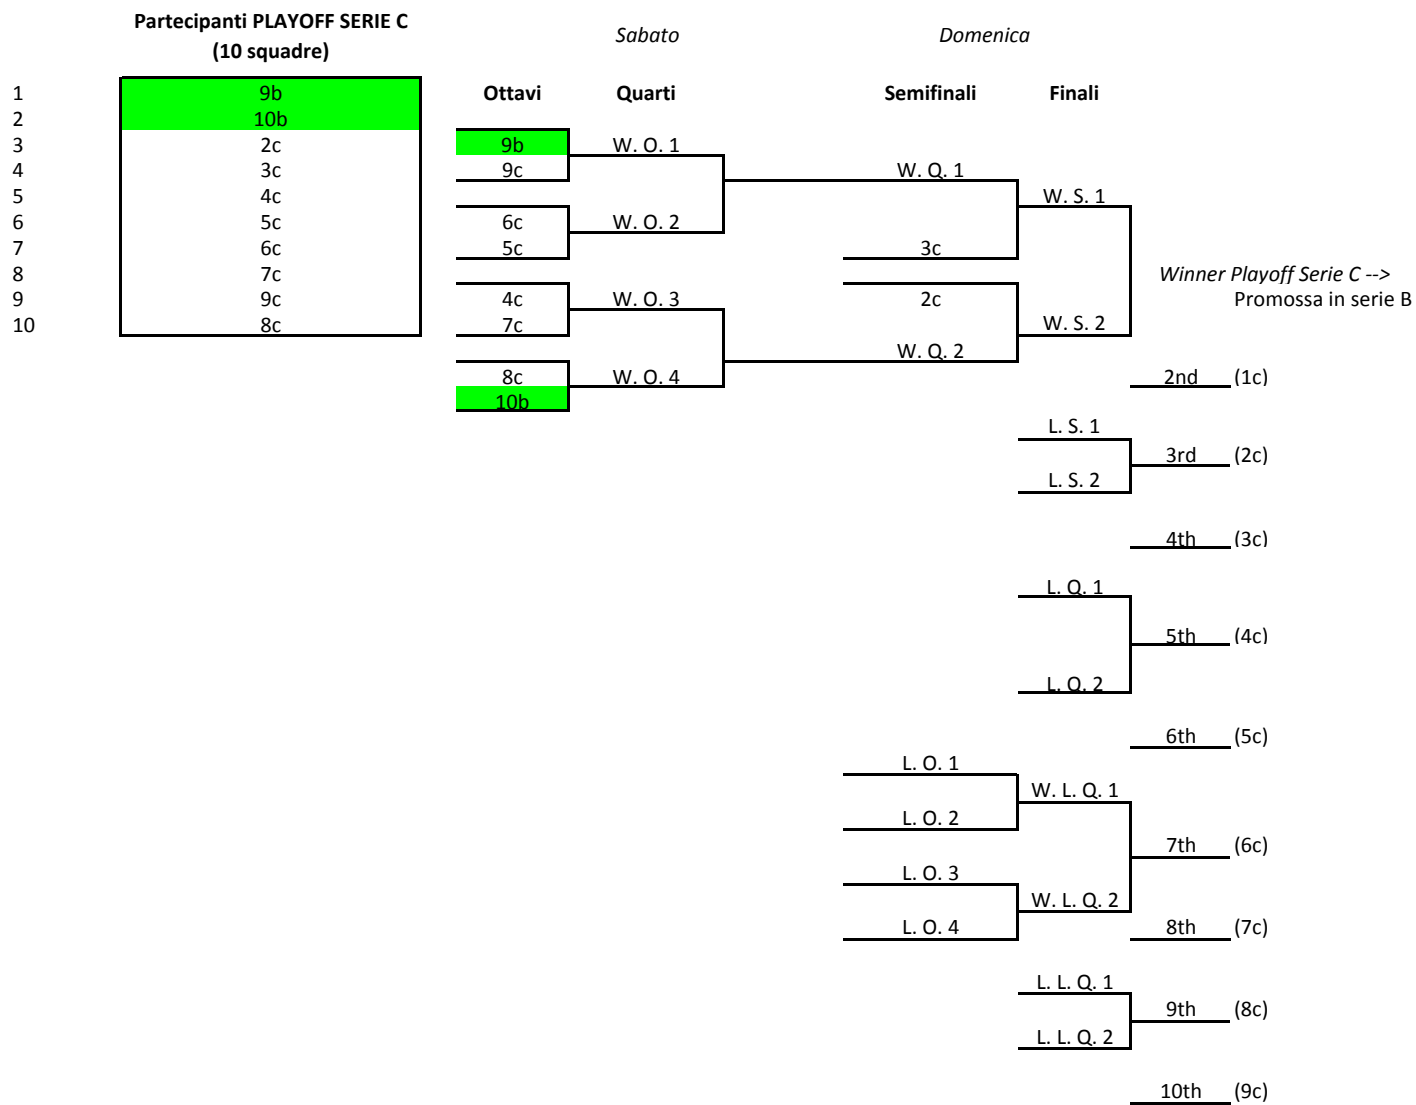 Partecipanti PLAYOFF SERIE C
(10 squadre)
Sabato Domenica
Ottavi Quarti Semifinali Finali
1 9b
2 10b
3 2c 9b W. O. 1
4 3c 9c W. Q. 1
5 4c W. S. 1
6 5c 6c W. O. 2
7 6c 5c 3c
8 7c Winner Playoff Serie C -->
9 9c 4c W. O. 3 2c Promossa in serie B
10 8c 7c W. S. 2
W. Q. 2
8c W. O. 4 2nd (1c)
10b
L. S. 1
3rd (2c)
L. S. 2
4th (3c)
L. Q. 1
5th (4c)
L. Q. 2
6th (5c)
L. O. 1
W. L. Q. 1
L. O. 2
7th (6c)
L. O. 3
W. L. Q. 2
L. O. 4 8th (7c)
L. L. Q. 1
9th (8c)
L. L. Q. 2
10th (9c)